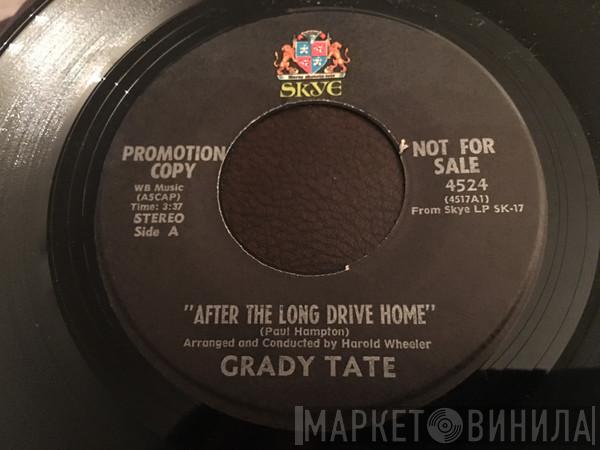 SKYE
PROMOTION
COPY
WB Music
(ASCAP)
Time: 3:37
STEREO
Side A
NOT FOR
SALE
4524
(4517A1)
From Skye LP SK-17
"AFTER THE LONG DRIVE HOME"
(Paul Hampton)
Arranged and Conducted by Harold Wheeler
GRADY TATE
МАРКЕТ ВИНИЛА